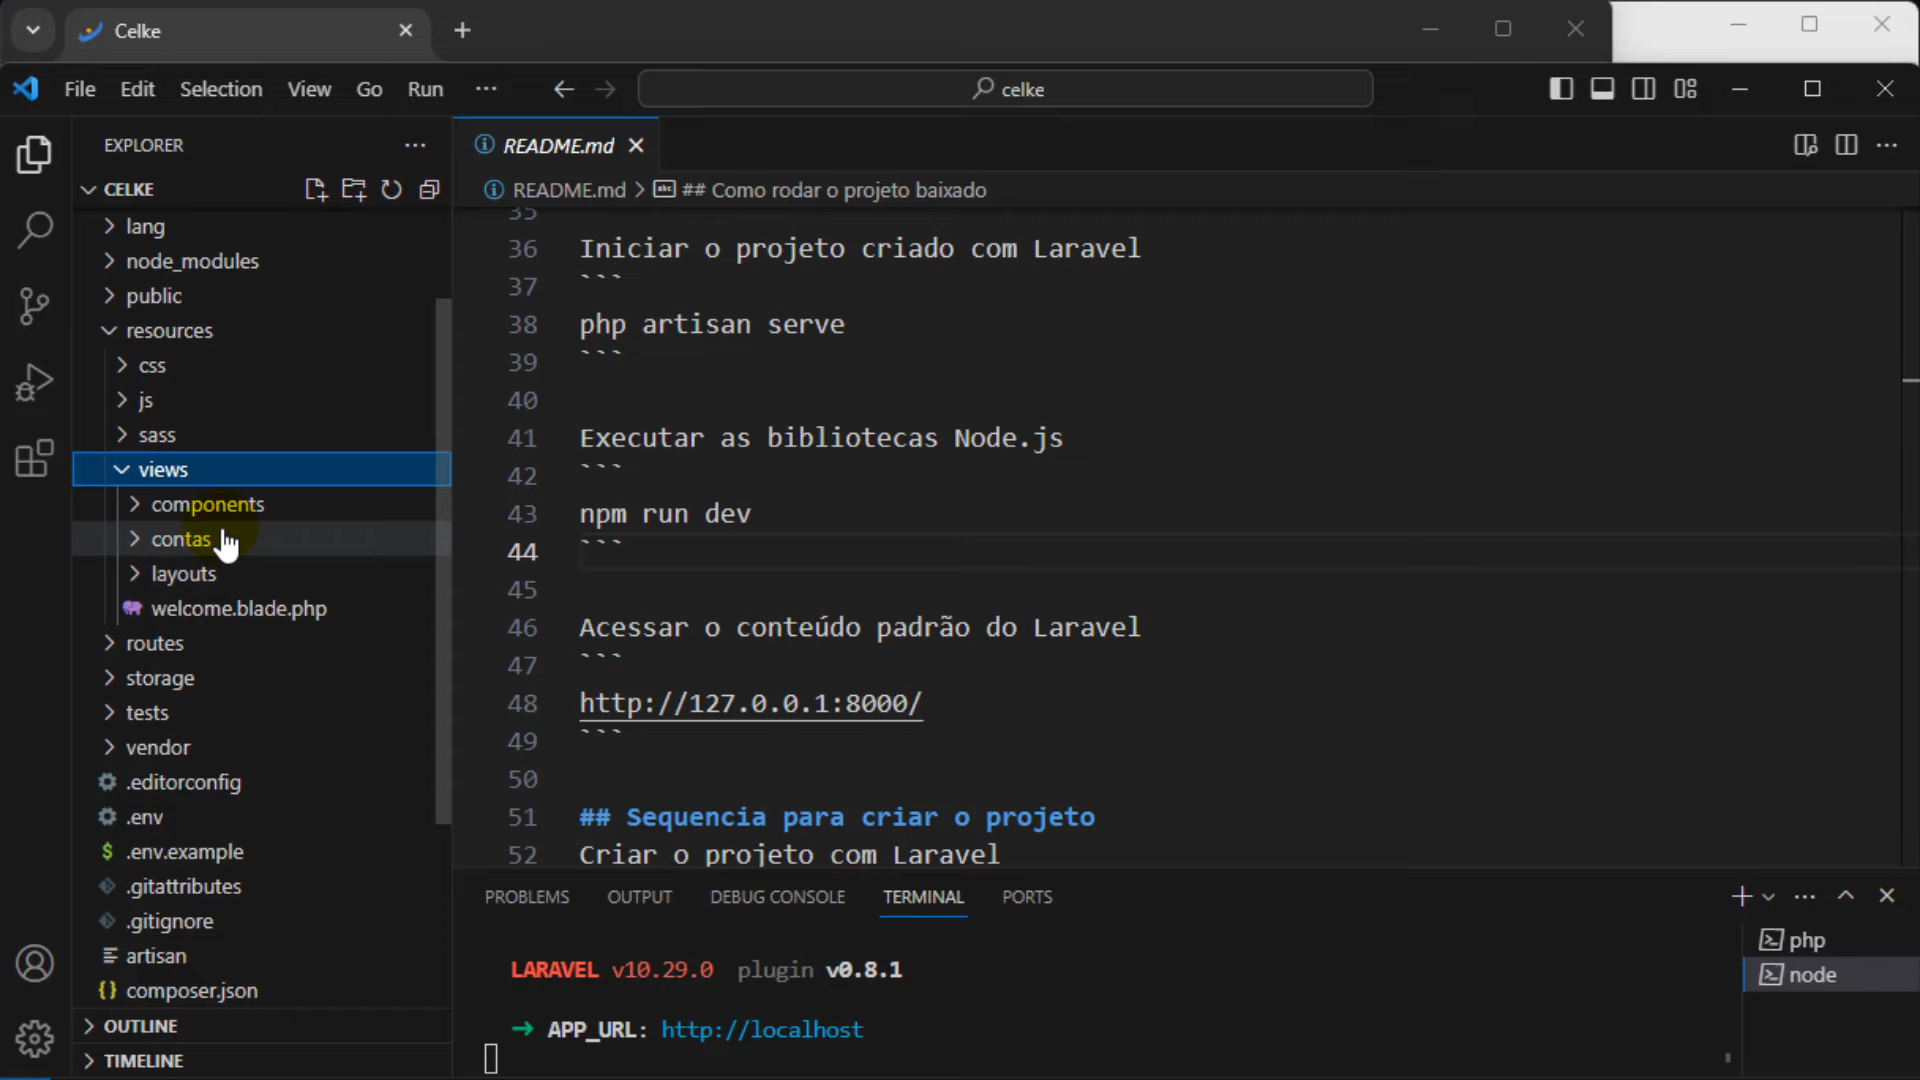 Celke
File Edit Selection View Go Run ···
celke
EXPLORER
CELKE
lang
node_modules
public
resources
css
js
sass
views
components
contas
layouts
welcome.blade.php
routes
storage
tests
vendor
.editorconfig
.env
.env.example
.gitattributes
.gitignore
artisan
composer.json
OUTLINE
TIMELINE
README.md
README.md > ## Como rodar o projeto baixado
35
36 Iniciar o projeto criado com Laravel
37 ```
38 php artisan serve
39 ```
40
41 Executar as bibliotecas Node.js
42 ```
43 npm run dev
44 ```
45
46 Acessar o conteúdo padrão do Laravel
47 ```
48 http://127.0.0.1:8000/
49 ```
50
51 ## Sequencia para criar o projeto
52 Criar o projeto com Laravel
PROBLEMS OUTPUT DEBUG CONSOLE TERMINAL PORTS
LARAVEL v10.29.0 plugin v0.8.1
➜ APP_URL: http://localhost
php
node